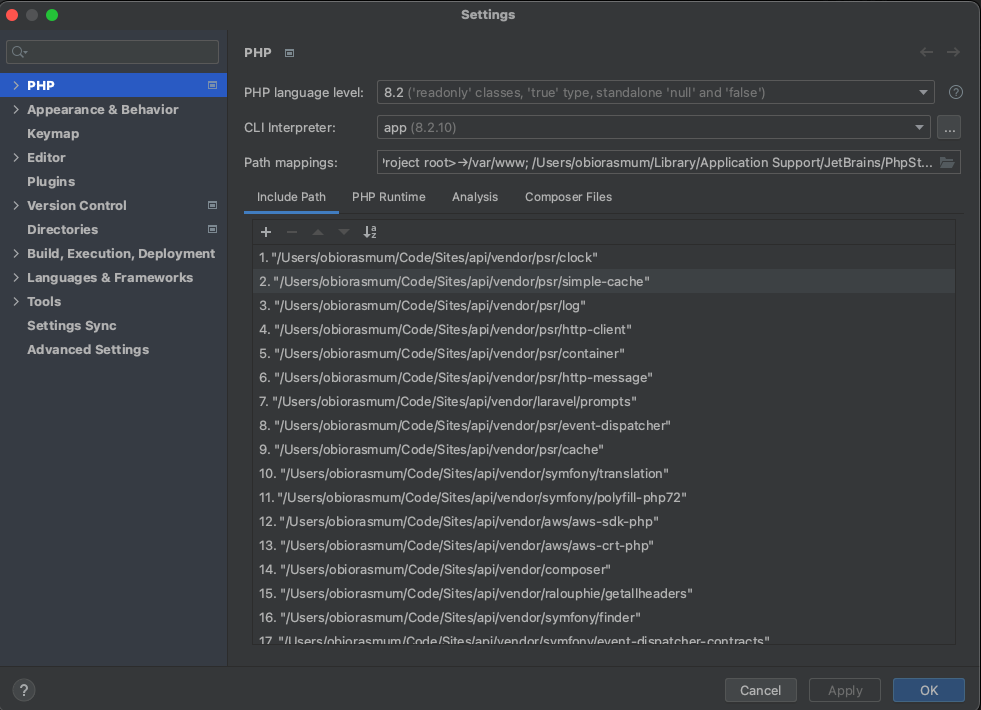 Settings
PHP
Appearance & Behavior
Keymap
Editor
Plugins
Version Control
Directories
Build, Execution, Deployment
Languages & Frameworks
Tools
Settings Sync
Advanced Settings
PHP
PHP language level: 8.2 ('readonly' classes, 'true' type, standalone 'null' and 'false')
CLI Interpreter: app (8.2.10) ...
Path mappings: 'roject root>→/var/www; /Users/obiorasmum/Library/Application Support/JetBrains/PhpSt...
Include Path PHP Runtime Analysis Composer Files
1. "/Users/obiorasmum/Code/Sites/api/vendor/psr/clock"
2. "/Users/obiorasmum/Code/Sites/api/vendor/psr/simple-cache"
3. "/Users/obiorasmum/Code/Sites/api/vendor/psr/log"
4. "/Users/obiorasmum/Code/Sites/api/vendor/psr/http-client"
5. "/Users/obiorasmum/Code/Sites/api/vendor/psr/container"
6. "/Users/obiorasmum/Code/Sites/api/vendor/psr/http-message"
7. "/Users/obiorasmum/Code/Sites/api/vendor/laravel/prompts"
8. "/Users/obiorasmum/Code/Sites/api/vendor/psr/event-dispatcher"
9. "/Users/obiorasmum/Code/Sites/api/vendor/psr/cache"
10. "/Users/obiorasmum/Code/Sites/api/vendor/symfony/translation"
11. "/Users/obiorasmum/Code/Sites/api/vendor/symfony/polyfill-php72"
12. "/Users/obiorasmum/Code/Sites/api/vendor/aws/aws-sdk-php"
13. "/Users/obiorasmum/Code/Sites/api/vendor/aws/aws-crt-php"
14. "/Users/obiorasmum/Code/Sites/api/vendor/composer"
15. "/Users/obiorasmum/Code/Sites/api/vendor/ralouphie/getallheaders"
16. "/Users/obiorasmum/Code/Sites/api/vendor/symfony/finder"
17. "/Users/obiorasmum/Code/Sites/api/vendor/symfony/event-dispatcher-contracts"
? Cancel Apply OK